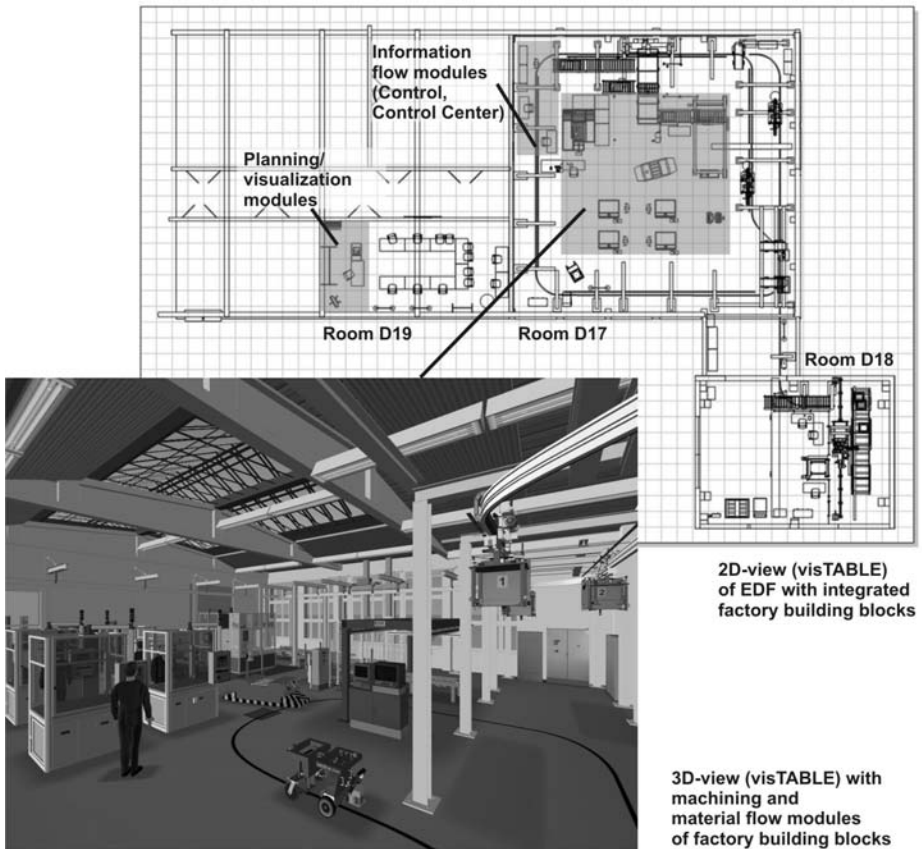 Information
flow modules
(Control,
Control Center)
Planning/
visualization
modules
Room D19
Room D17
Room D18
1
2
2D-view (visTABLE)
of EDF with integrated
factory building blocks
3D-view (visTABLE) with
machining and
material flow modules
of factory building blocks